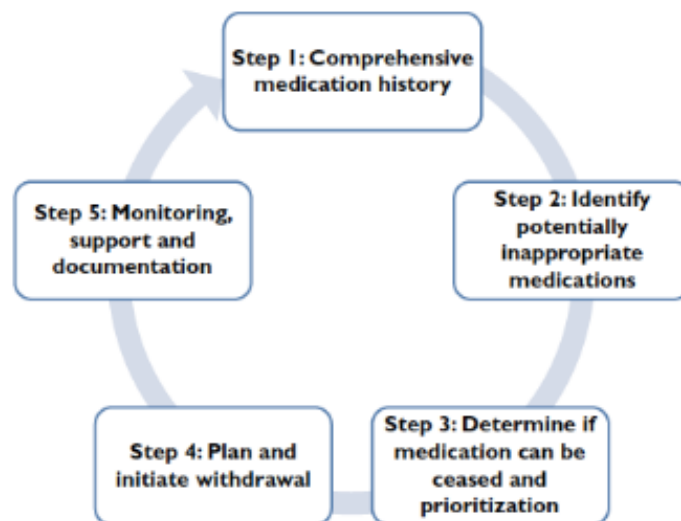 Step 1: Comprehensive
medication history
Step 2: Identify
potentially
inappropriate
medications
Step 3: Determine if
medication can be
ceased and
prioritization
Step 4: Plan and
initiate withdrawal
Step 5: Monitoring,
support and
documentation